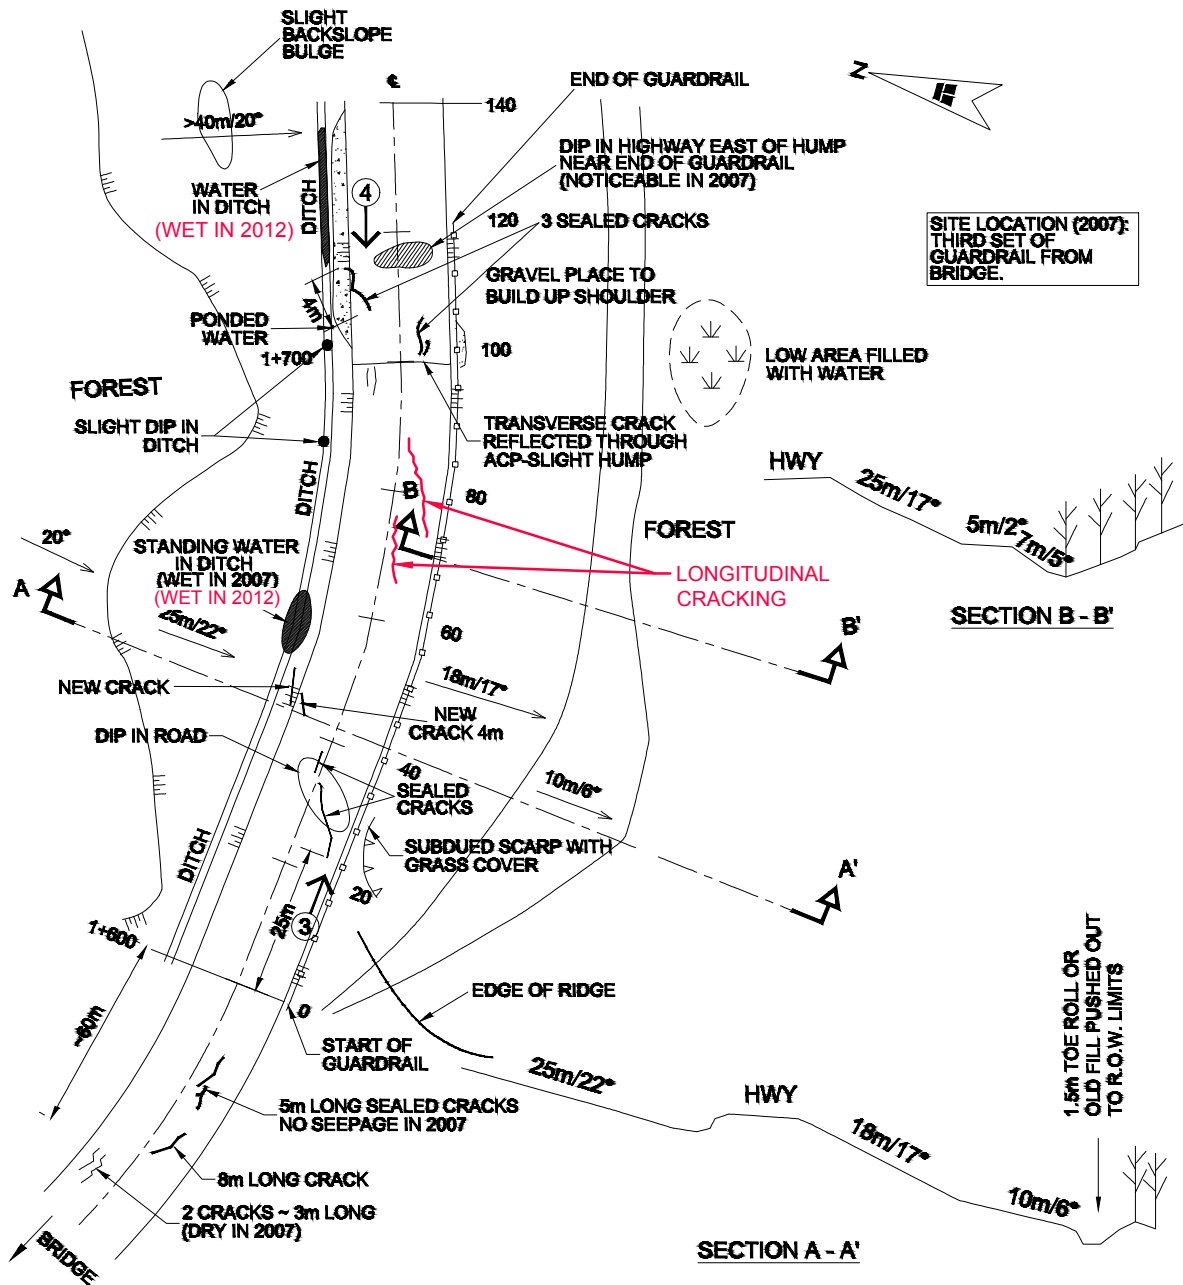 SLIGHT
BACKSLOPE
BULGE
℄
END OF GUARDRAIL
Z
140
>40m/20°
DIP IN HIGHWAY EAST OF HUMP
NEAR END OF GUARDRAIL
(NOTICEABLE IN 2007)
WATER
IN DITCH
(WET IN 2012)
DITCH
4
120
3 SEALED CRACKS
SITE LOCATION (2007):
THIRD SET OF
GUARDRAIL FROM
BRIDGE.
GRAVEL PLACE TO
BUILD UP SHOULDER
4m
PONDED
WATER
1+700
100
LOW AREA FILLED
WITH WATER
FOREST
SLIGHT DIP IN
DITCH
TRANSVERSE CRACK
REFLECTED THROUGH
ACP-SLIGHT HUMP
HWY
25m/17°
5m/2°
7m/5°
DITCH
B
80
FOREST
20°
STANDING WATER
IN DITCH
(WET IN 2007)
(WET IN 2012)
LONGITUDINAL
CRACKING
A
SECTION B - B'
25m/22°
60
B'
18m/17°
NEW CRACK
NEW
CRACK 4m
DIP IN ROAD
40
10m/6°
SEALED
CRACKS
DITCH
SUBDUED SCARP WITH
GRASS COVER
A'
20
25m
3
1+600
EDGE OF RIDGE
0
~60m
START OF
GUARDRAIL
1.5m TOE ROLL OR
OLD FILL PUSHED OUT
TO R.O.W. LIMITS
25m/22°
HWY
5m LONG SEALED CRACKS
NO SEEPAGE IN 2007
18m/17°
8m LONG CRACK
10m/6°
2 CRACKS ~ 3m LONG
(DRY IN 2007)
BRIDGE
SECTION A - A'